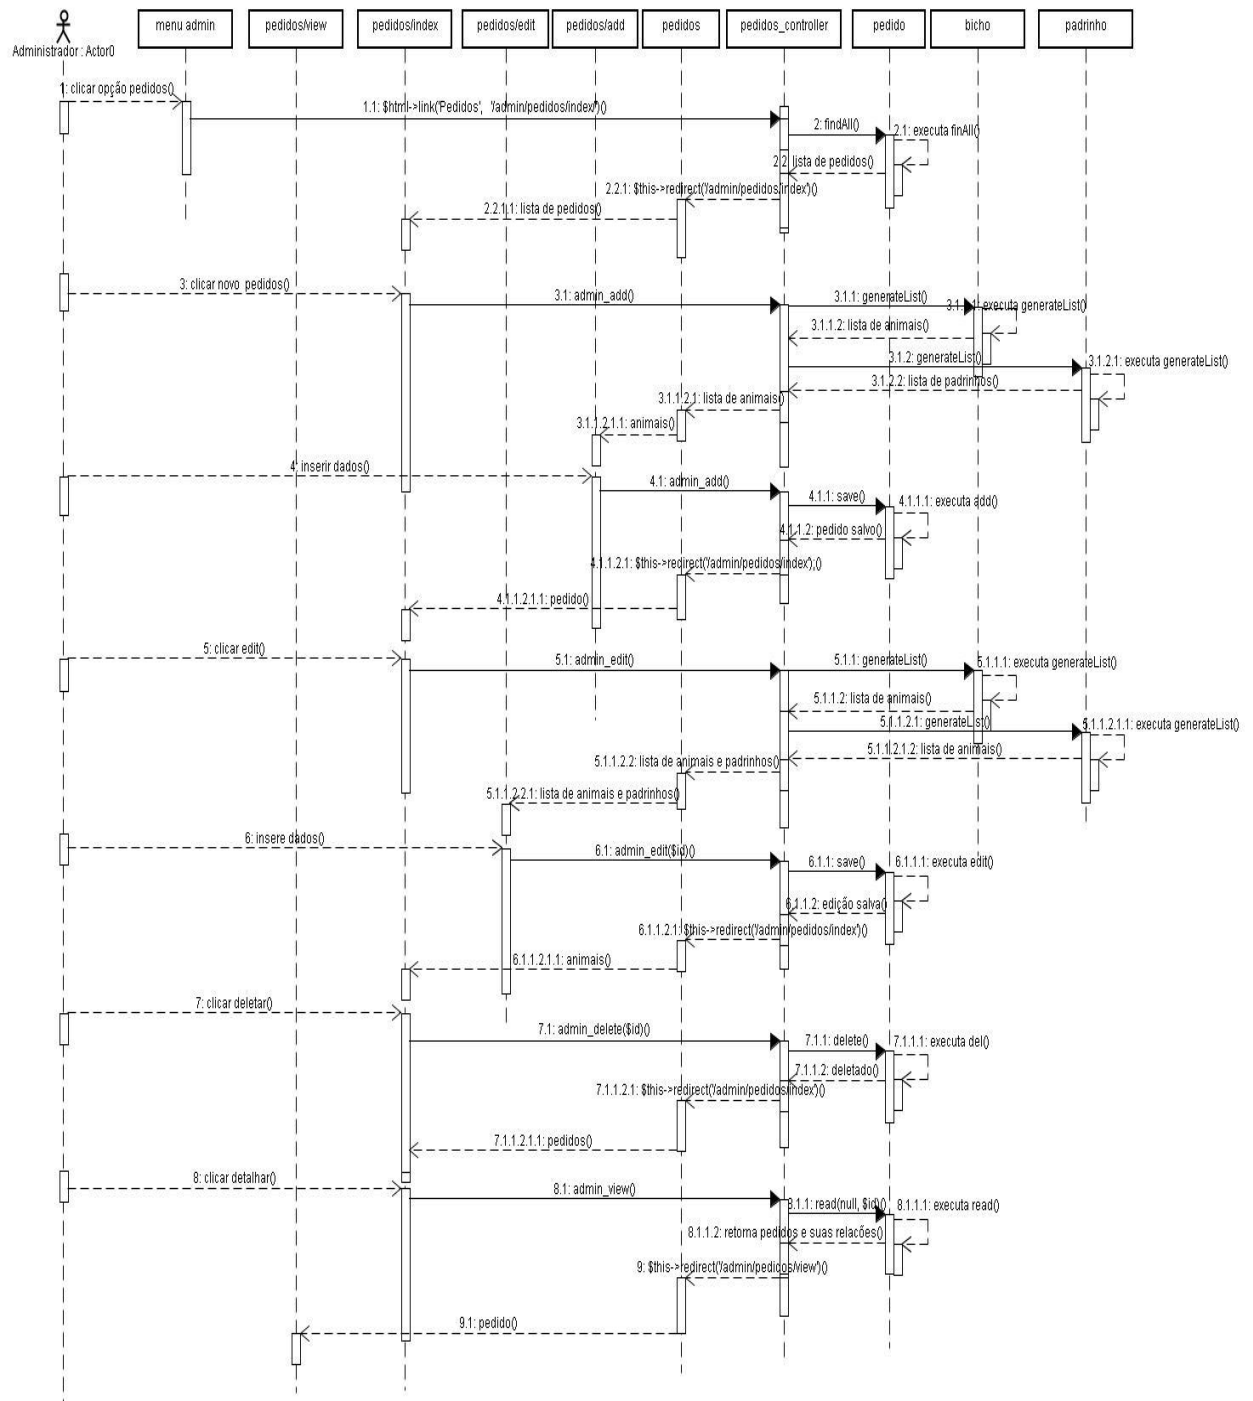 menu admin
pedidos/view
pedidos/index
pedidos/edit
pedidos/add
pedidos
pedidos_controller
pedido
bicho
padrinho
Administrador : Actor0
1: clicar opção pedidos()
1.1: $html->link('Pedidos', '/admin/pedidos/index/')()
2: findAll()
2.1: executa finAll()
2.2: lista de pedidos()
2.2.1: $this->redirect('/admin/pedidos/index')()
2.2.1.1: lista de pedidos()
3: clicar novo pedidos()
3.1: admin_add()
3.1.1: generateList()
3.1.1.1: executa generateList()
3.1.1.2: lista de animais()
3.1.2: generateList()
3.1.2.1: executa generateList()
3.1.2.2: lista de padrinhos()
3.1.1.2.1: lista de animais()
3.1.1.2.1.1: animais()
4: inserir dados()
4.1: admin_add()
4.1.1: save()
4.1.1.1: executa add()
4.1.1.2: pedido salvo()
4.1.1.2.1: $this->redirect('/admin/pedidos/index');()
4.1.1.2.1.1: pedido()
5: clicar edit()
5.1: admin_edit()
5.1.1: generateList()
5.1.1.1: executa generateList()
5.1.1.2: lista de animais()
5.1.1.2.1: generateList()
5.1.1.2.1.1: executa generateList()
5.1.1.2.1.2: lista de animais()
5.1.1.2.2: lista de animais e padrinhos()
5.1.1.2.2.1: lista de animais e padrinhos()
6: insere dados()
6.1: admin_edit($id)()
6.1.1: save()
6.1.1.1: executa edit()
6.1.1.2: edição salva()
6.1.1.2.1: $this->redirect('/admin/pedidos/index')()
6.1.1.2.1.1: animais()
7: clicar deletar()
7.1: admin_delete($id)()
7.1.1: delete()
7.1.1.1: executa del()
7.1.1.2: deletado()
7.1.1.2.1: $this->redirect('/admin/pedidos/index')()
7.1.1.2.1.1: pedidos()
8: clicar detalhar()
8.1: admin_view()
8.1.1: read(null, $id)()
8.1.1.1: executa read()
8.1.1.2: retorna pedidos e suas relacões()
9: $this->redirect('/admin/pedidos/view')()
9.1: pedido()